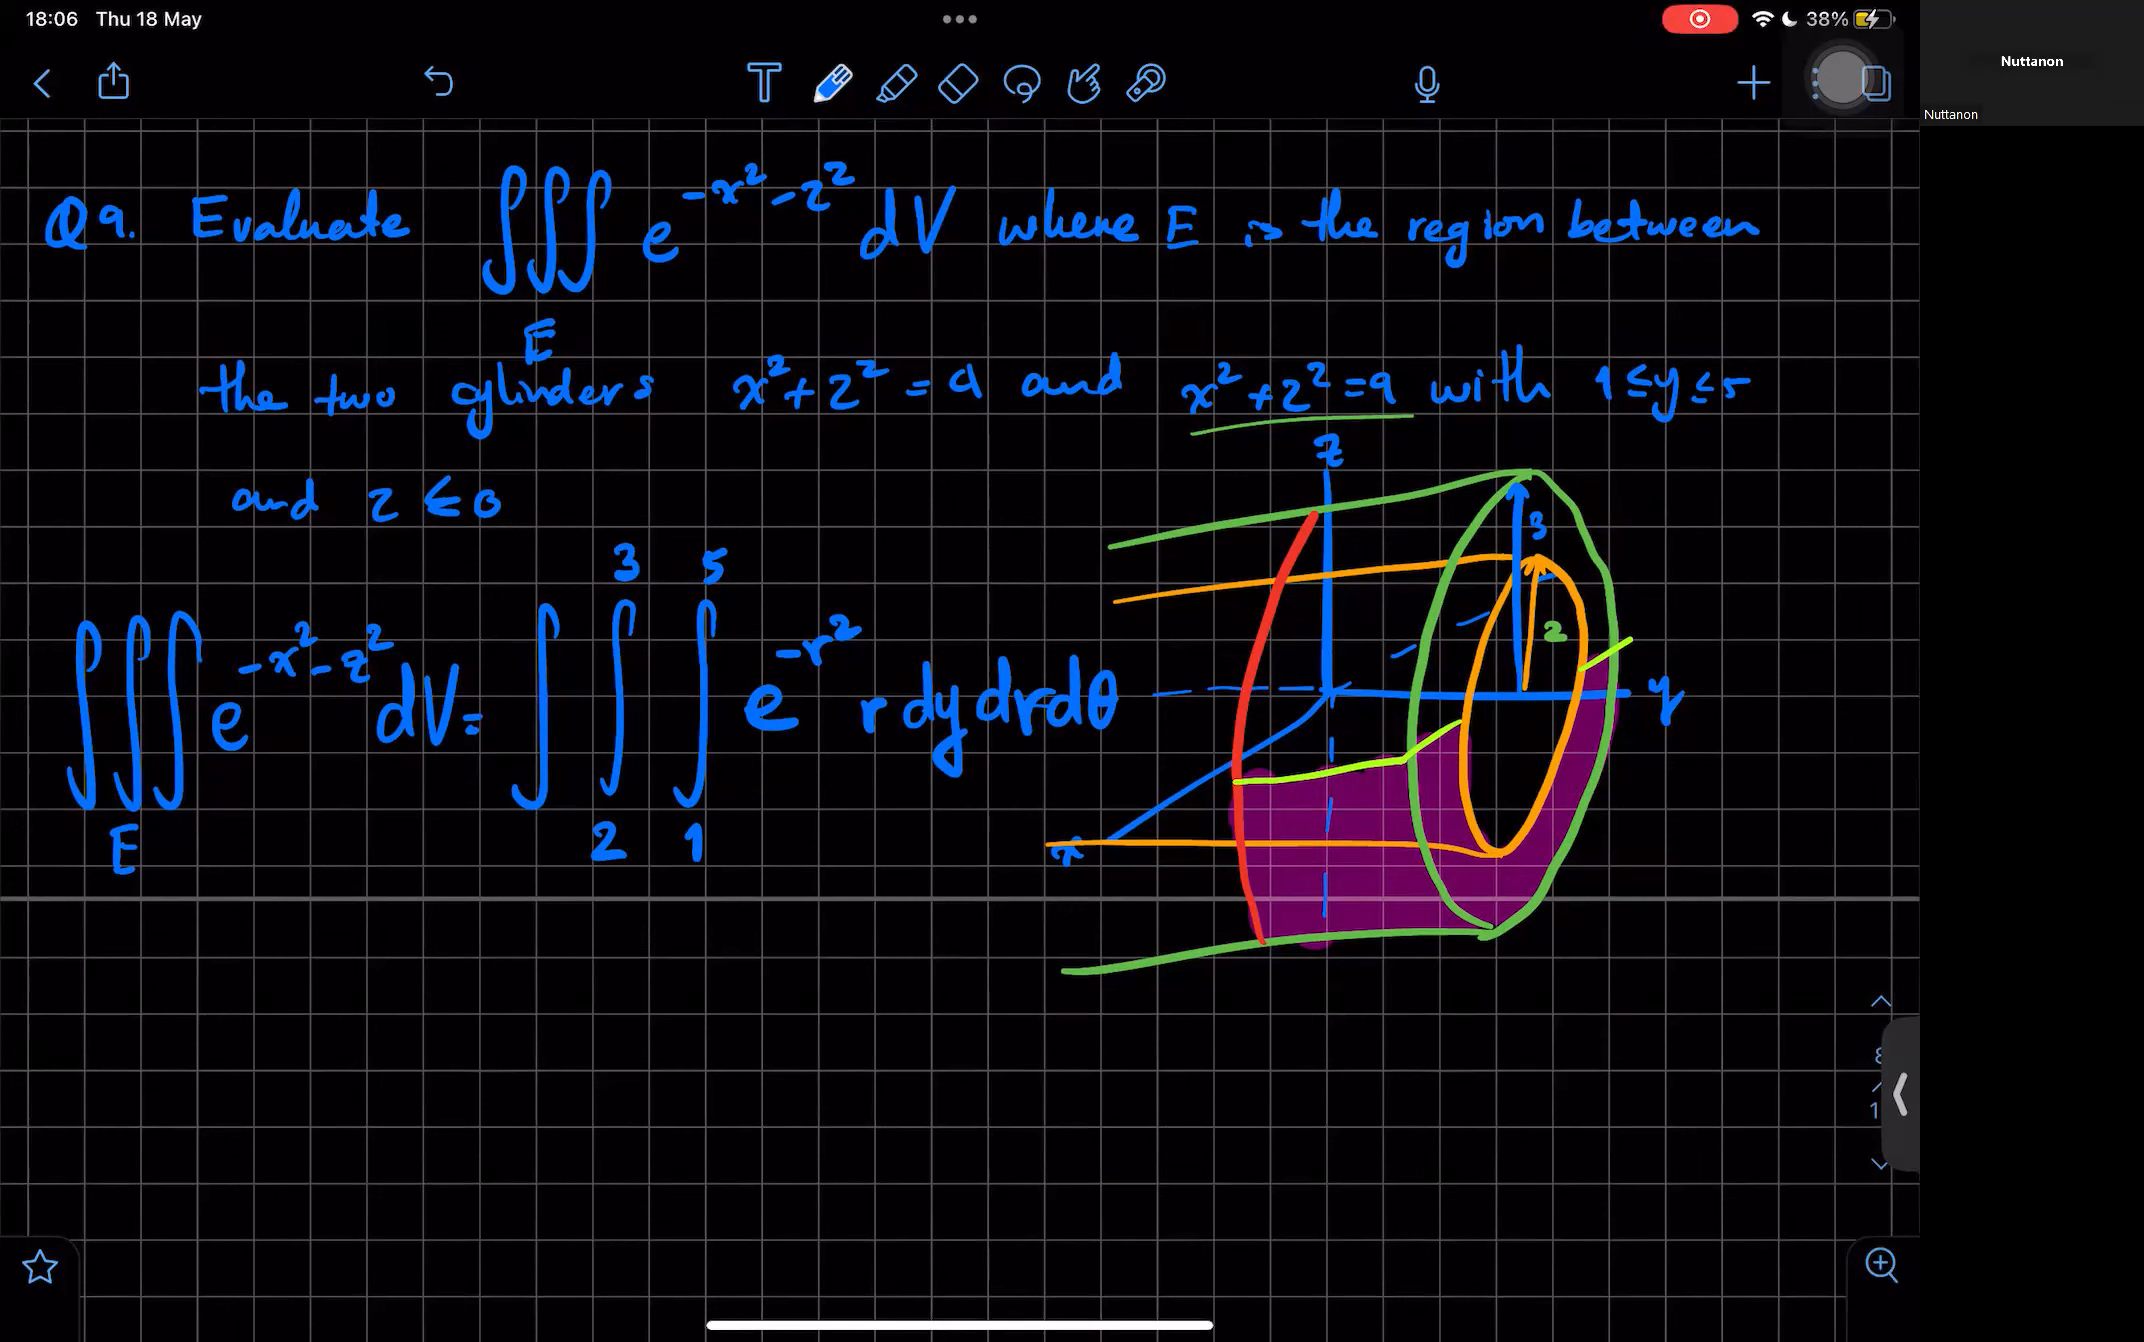 18:06 Thu 18 May
38%
Nuttanon
Nuttanon
Q9. Evaluate ∭ e^{-x²-z²} dV where E is the region between
E
the two cylinders x²+z² = 4 and x²+z²=9 with 1≤y≤5
and z ≤ 0
z
3
2
y
x
3 5
∭ e^{-x²-z²} dV = ∫∫∫ e^{-r²} r dy dr dθ
E 2 1